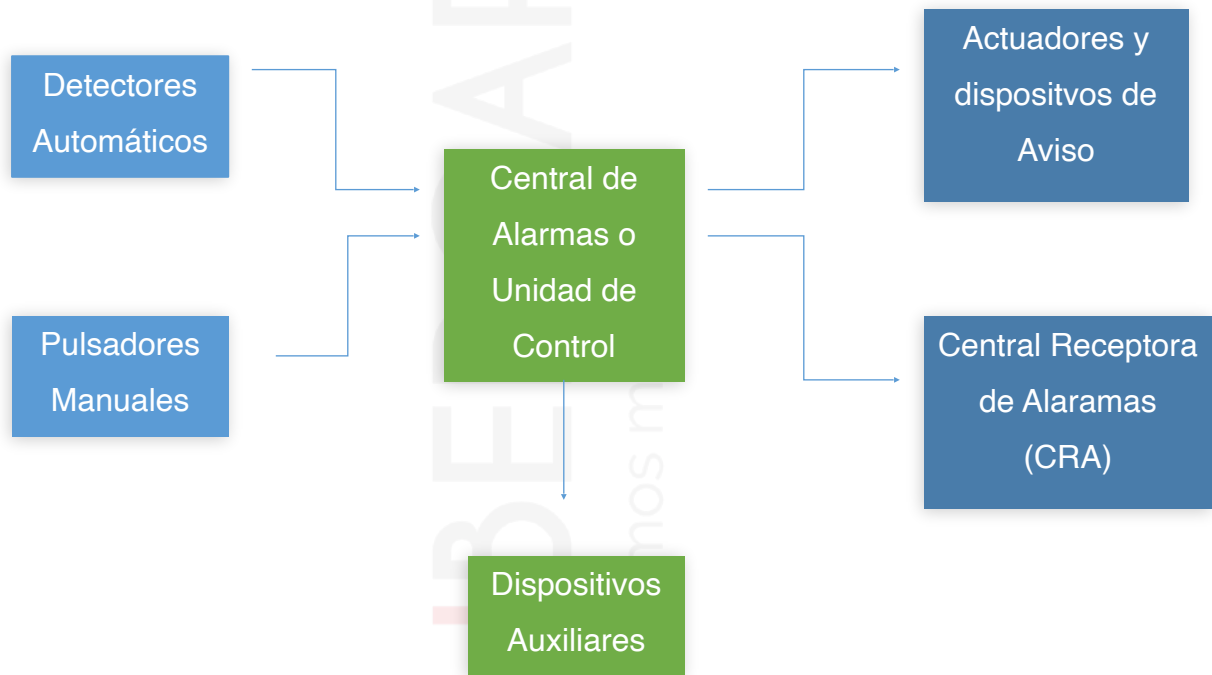 Detectores
Automáticos
Pulsadores
Manuales
Central de
Alarmas o
Unidad de
Control
Dispositivos
Auxiliares
Actuadores y
dispositvos de
Aviso
Central Receptora
de Alaramas
(CRA)